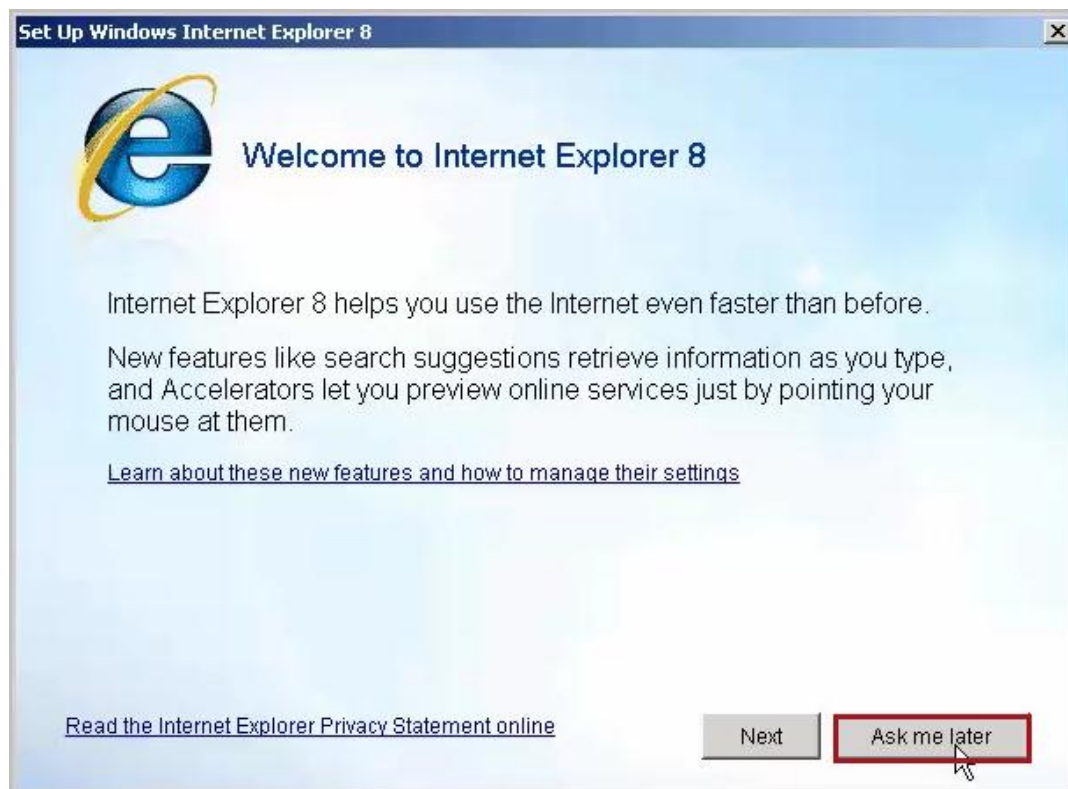 Set Up Windows Internet Explorer 8
Welcome to Internet Explorer 8
Internet Explorer 8 helps you use the Internet even faster than before.
New features like search suggestions retrieve information as you type,
and Accelerators let you preview online services just by pointing your
mouse at them.
Learn about these new features and how to manage their settings
Read the Internet Explorer Privacy Statement online
Next
Ask me later